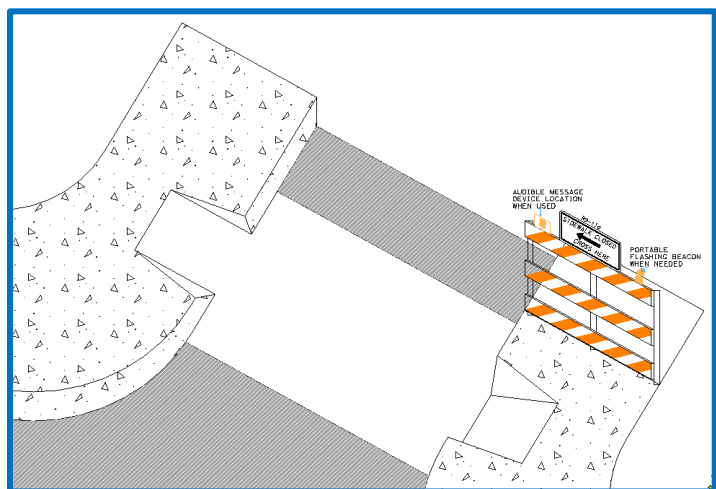 AUDIBLE MESSAGE
DEVICE LOCATION
WHEN USED
R9-11a
SIDEWALK CLOSED
CROSS HERE
PORTABLE
FLASHING BEACON
WHEN NEEDED